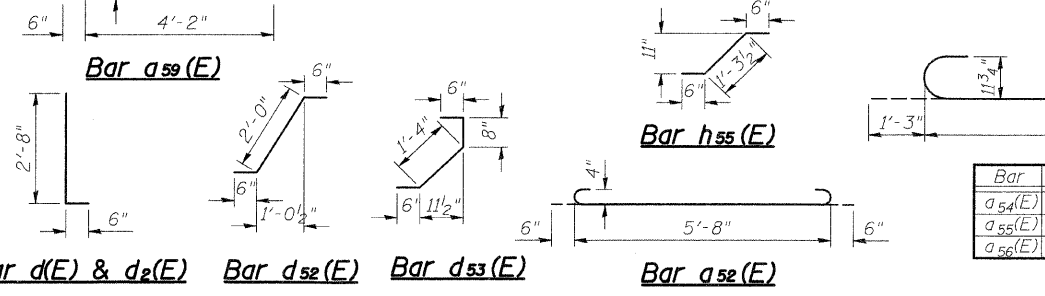 6" 4'-2"
Bar a59(E)
2'-8"
6"
ar d(E) & d2(E)
6"
2'-0"
6"
1'-0½"
Bar d52(E)
6"
1'-4"
8"
6" 11½"
Bar d53(E)
6"
11"
1'-3½"
6"
Bar h55(E)
4"
6" 5'-8" 6"
Bar a52(E)
11¾"
1'-3"
Bar
a54(E)
a55(E)
a56(E)